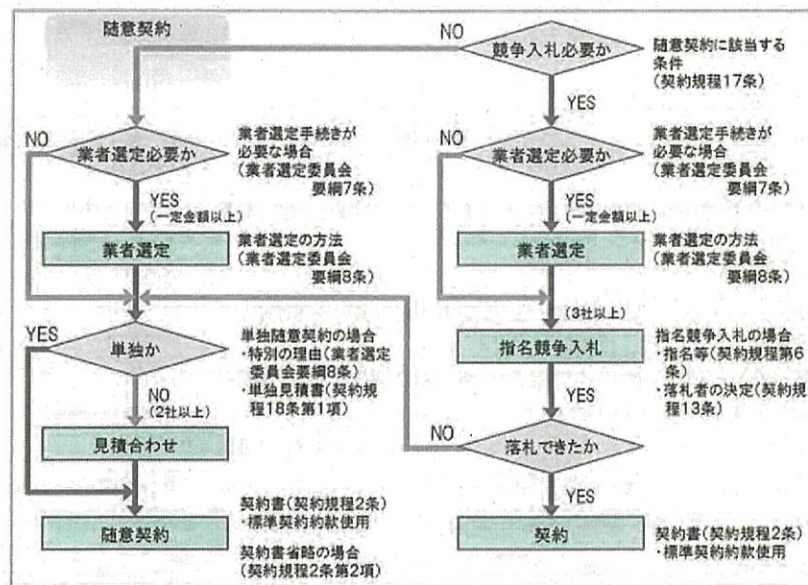 随意契約
NO
競争入札必要か
随意契約に該当する
条件
(契約規程17条)
YES
NO
業者選定必要か
業者選定手続きが
必要な場合
(業者選定委員会
要綱7条)
YES
(一定金額以上)
業者選定
業者選定の方法
(業者選定委員会
要綱8条)
NO
業者選定必要か
業者選定手続きが
必要な場合
(業者選定委員会
要綱7条)
YES
(一定金額以上)
業者選定
業者選定の方法
(業者選定委員会
要綱8条)
(3社以上)
YES
単独か
単独随意契約の場合
・特別の理由(業者選定
委員会要綱8条)
・単独見積書(契約規
程18条第1項)
NO
(2社以上)
見積合わせ
指名競争入札
指名競争入札の場合
・指名等(契約規程第6
条)
・落札者の決定(契約規
程13条)
YES
NO
落札できたか
YES
随意契約
契約書(契約規程2条)
・標準契約約款使用
契約書省略の場合
(契約規程2条第2項)
契約
契約書(契約規程2条)
・標準契約約款使用